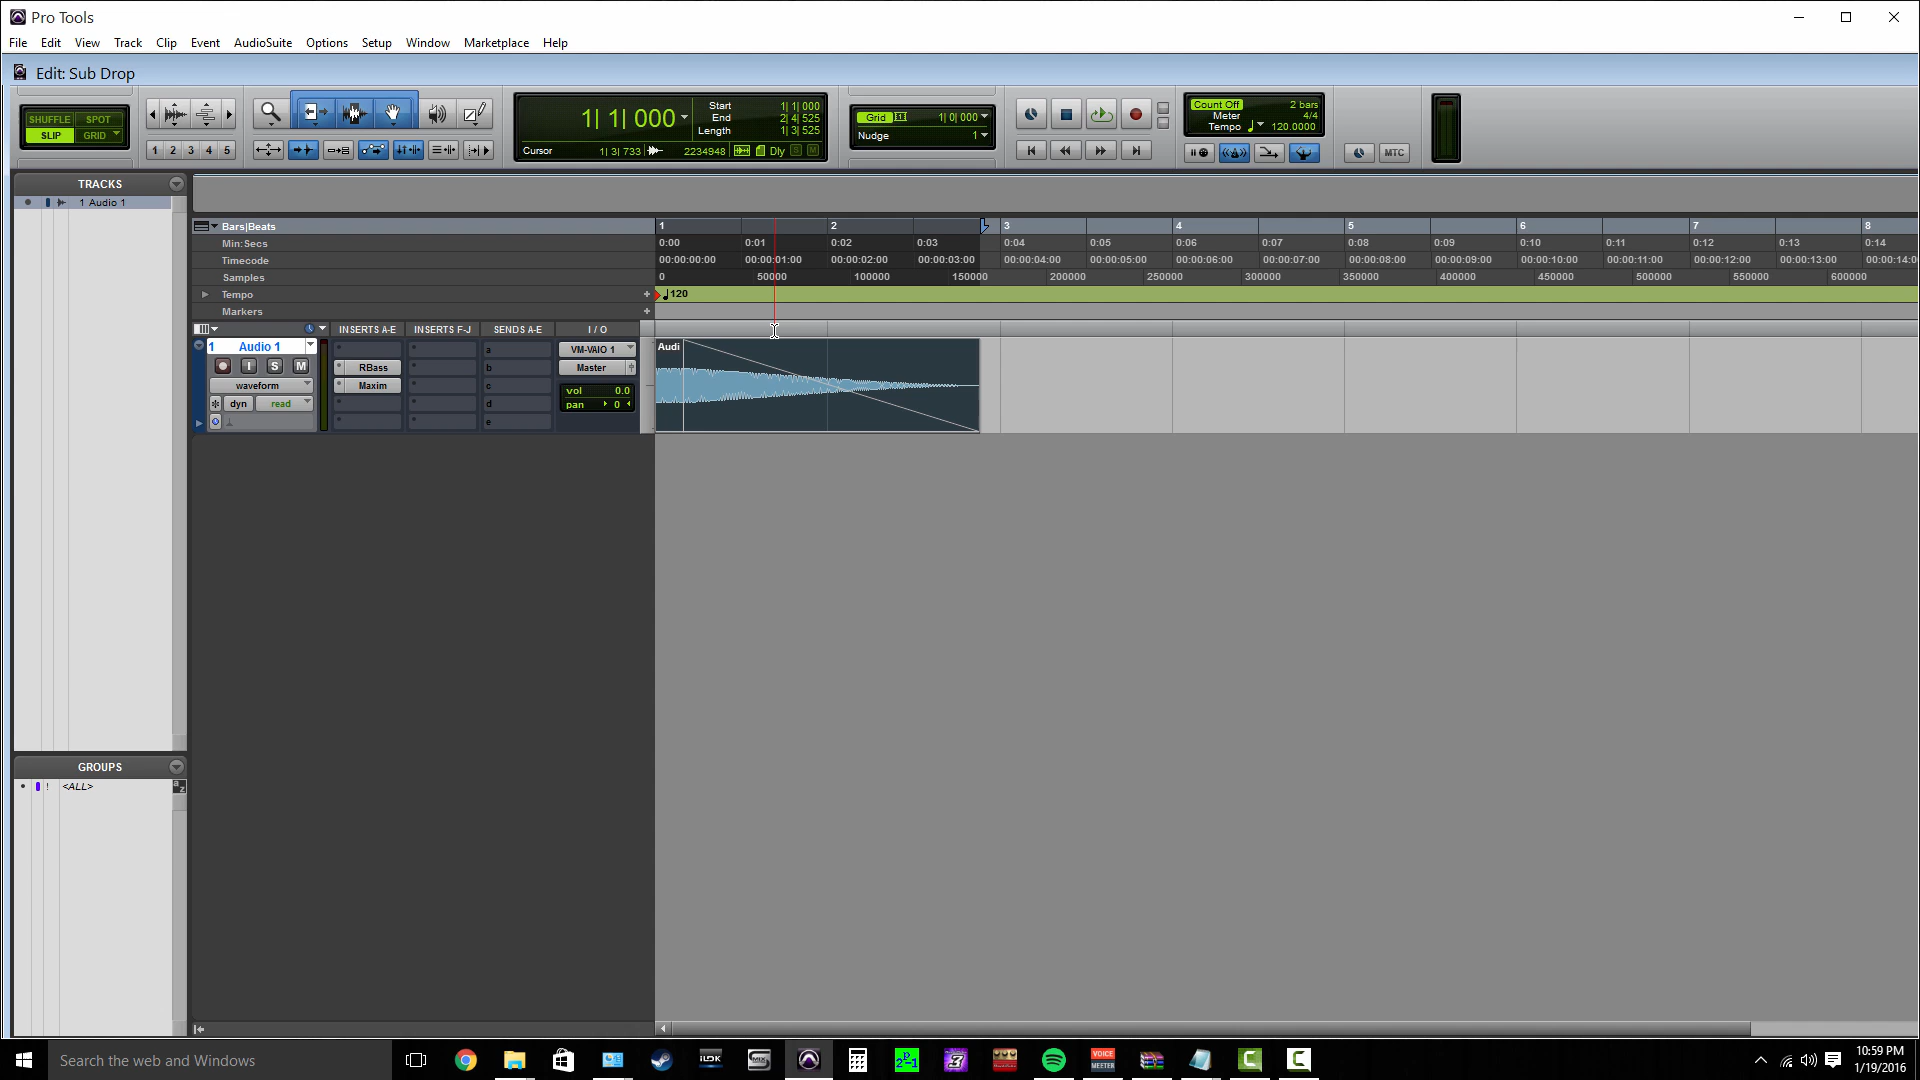 Pro Tools
File Edit View Track Clip Event AudioSuite Options Setup Window Marketplace Help
Edit: Sub Drop
SHUFFLE SPOT
SLIP GRID
1 2 3 4 5
1| 1| 000
Start 1| 1| 000
End 2| 4| 525
Length 1| 3| 525
Cursor 1| 3| 733 2234948 Dly S M
Grid 1| 0| 000
Nudge 1
Count Off 2 bars
Meter 4/4
Tempo 120.0000
MTC
TRACKS
1 Audio 1
Bars|Beats 1 2 3 4 5 6 7 8
Min:Secs 0:00 0:01 0:02 0:03 0:04 0:05 0:06 0:07 0:08 0:09 0:10 0:11 0:12 0:13 0:14
Timecode 00:00:00:00 00:00:01:00 00:00:02:00 00:00:03:00 00:00:04:00 00:00:05:00 00:00:06:00 00:00:07:00 00:00:08:00 00:00:09:00 00:00:10:00 00:00:11:00 00:00:12:00 00:00:13:00 00:00:14:
Samples 0 50000 100000 150000 200000 250000 300000 350000 400000 450000 500000 550000 600000
Tempo + 120
Markers +
INSERTS A-E INSERTS F-J SENDS A-E I / O
1 Audio 1
I S M
waveform
dyn read
RBass
Maxim
a
b
c
d
e
VM-VAIO 1
Master
vol 0.0
pan 0
Audi
GROUPS
! <ALL>
a z
Search the web and Windows
iLOK
VOICE
MEETER
10:59 PM
1/19/2016